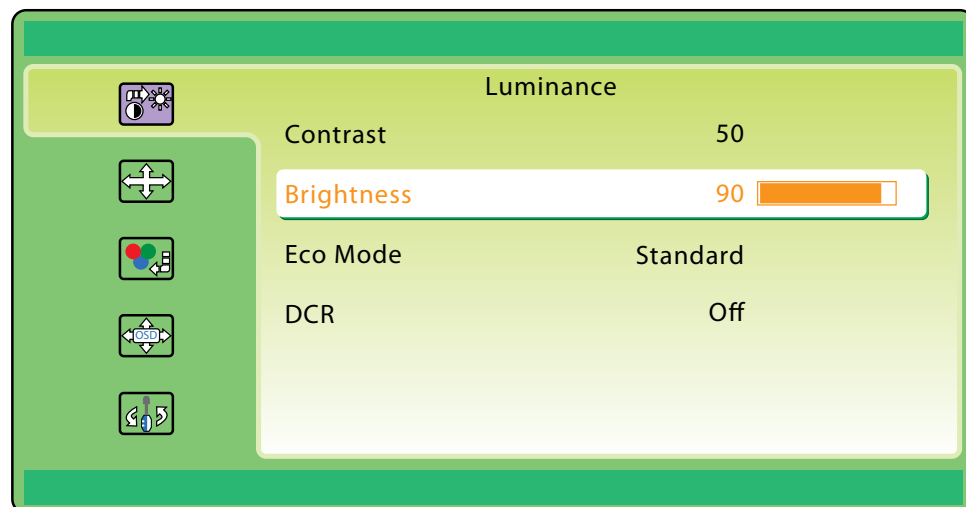 Luminance
Contrast 50
Brightness 90
Eco Mode Standard
DCR Off
OSD